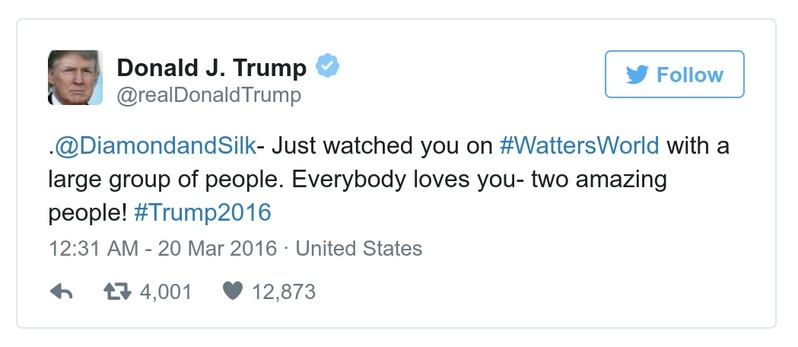 Donald J. Trump
@realDonaldTrump
Follow
.@DiamondandSilk- Just watched you on #WattersWorld with a
large group of people. Everybody loves you- two amazing
people! #Trump2016
12:31 AM - 20 Mar 2016 · United States
4,001 12,873